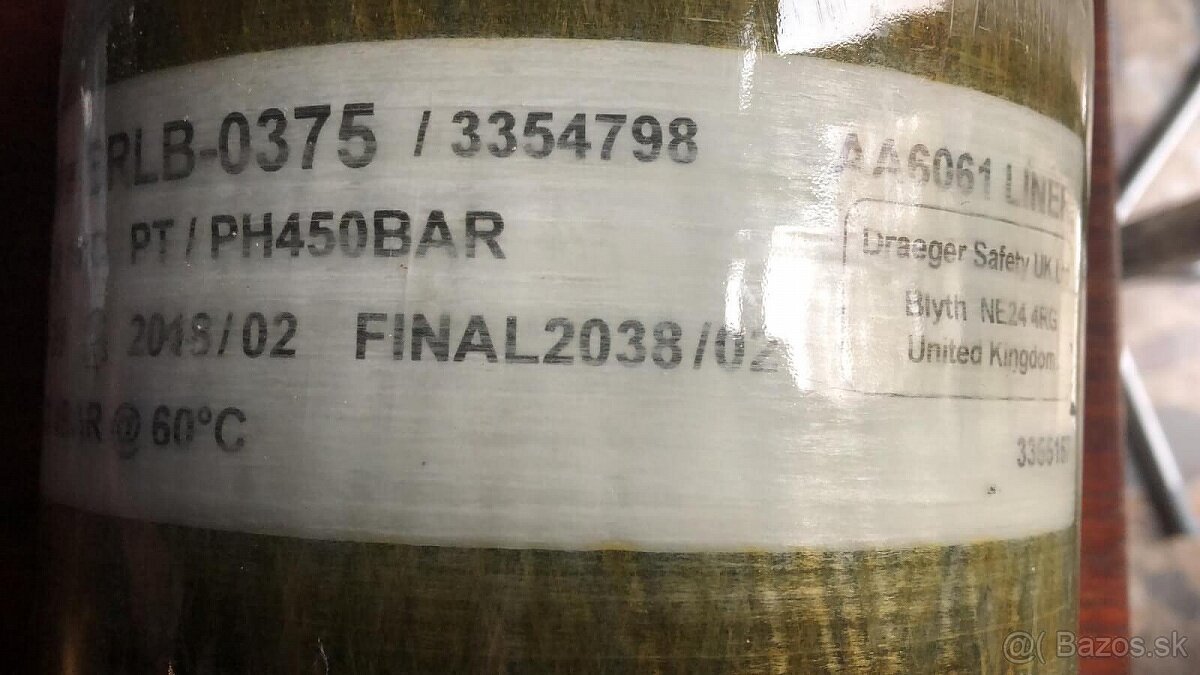 RLB-0375 / 3354798
PT / PH450BAR
2018/02 FINAL2038/02
BAR @ 60°C
AA6061 LINER
Draeger Safety UK
Blyth NE24 4RG
United Kingdom
@( Bazos.sk